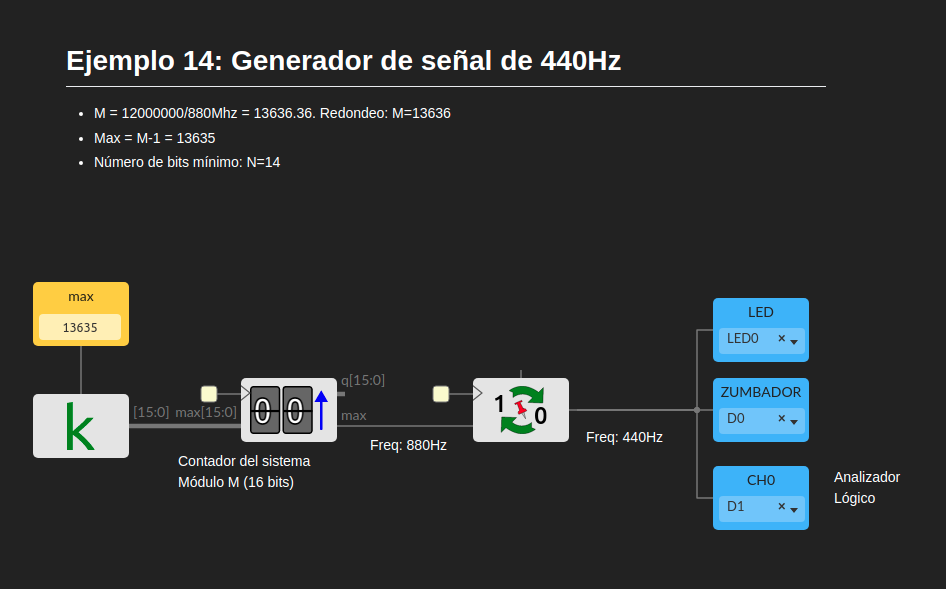 Ejemplo 14: Generador de señal de 440Hz
M = 12000000/880Mhz = 13636.36. Redondeo: M=13636
Max = M-1 = 13635
Número de bits mínimo: N=14
max
13635
k
[15:0] max[15:0]
0 0
q[15:0]
max
Contador del sistema
Módulo M (16 bits)
Freq: 880Hz
1 0
Freq: 440Hz
LED
LED0 ×
ZUMBADOR
D0 ×
CH0
D1 ×
Analizador
Lógico